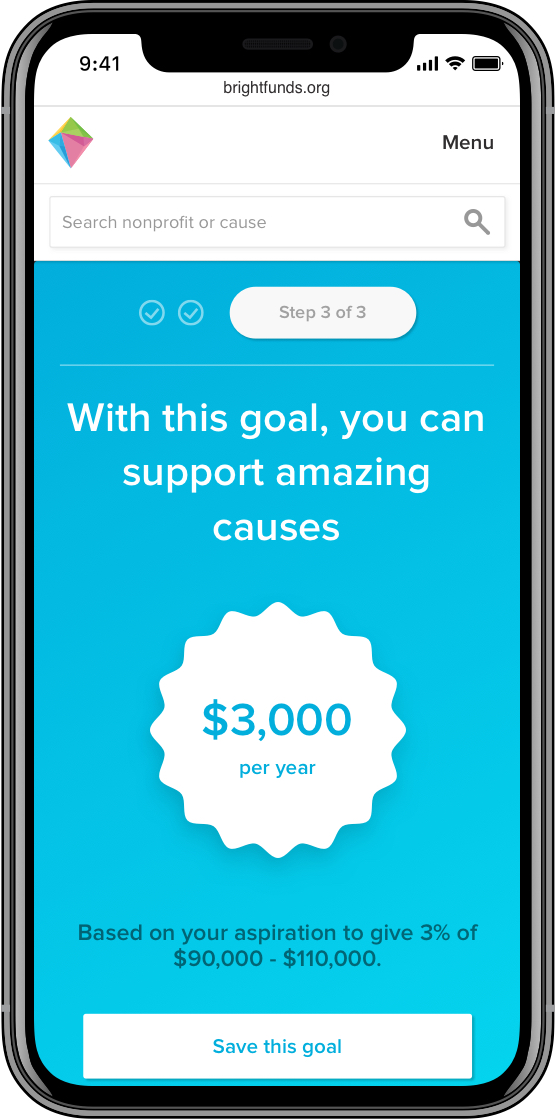 9:41
brightfunds.org
Menu
Search nonprofit or cause
Step 3 of 3
With this goal, you can
support amazing
causes
$3,000
per year
Based on your aspiration to give 3% of
$90,000 - $110,000.
Save this goal